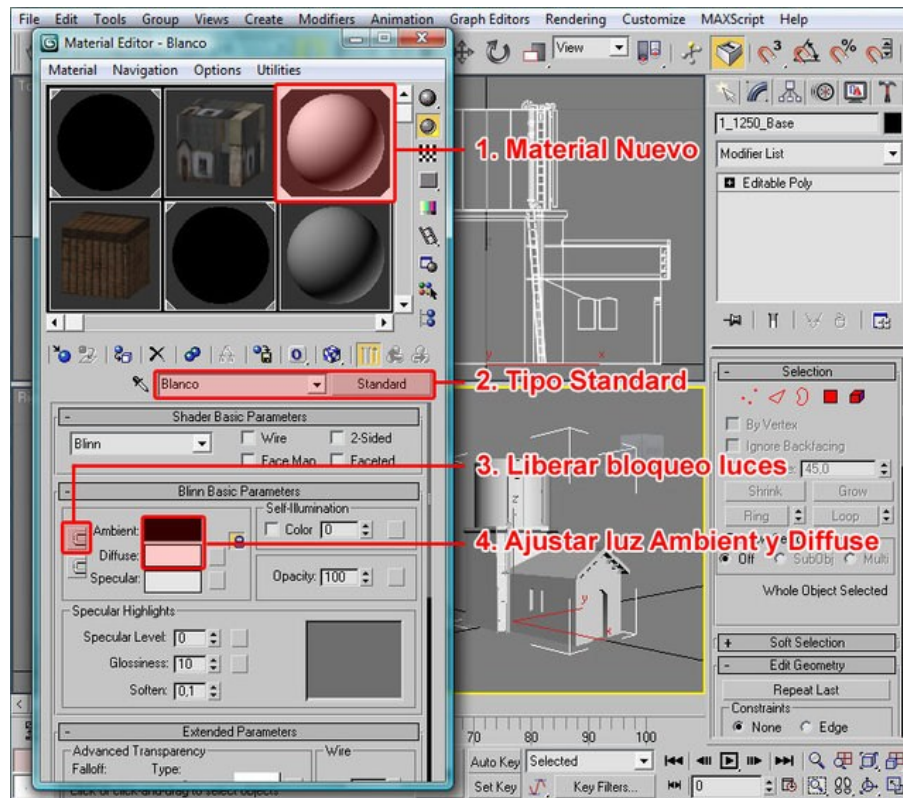 File Edit Tools Group Views Create Modifiers Animation Graph Editors Rendering Customize MAXScript Help
Material Editor - Blanco
Material Navigation Options Utilities
View
1_1250_Base
Modifier List
Editable Poly
1. Material Nuevo
Blanco Standard
2. Tipo Standard
Shader Basic Parameters
Blinn
Wire 2-Sided
Face Map Faceted
3. Liberar bloqueo luces
Blinn Basic Parameters
Self-Illumination
Ambient: Color 0
Diffuse:
4. Ajustar luz Ambient y Diffuse
Specular: Opacity: 100
Specular Highlights
Specular Level: 0
Glossiness: 10
Soften: 0,1
Extended Parameters
Advanced Transparency Wire
Falloff: Type:
Selection
By Vertex
Ignore Backfacing
45,0
Shrink Grow
Ring Loop
Off SubObj Multi
Whole Object Selected
Soft Selection
Edit Geometry
Repeat Last
Constraints
None Edge
y x
z
y
x
70 80 90 100
Auto Key Selected
Set Key Key Filters... 0
Click or click-and-drag to select objects